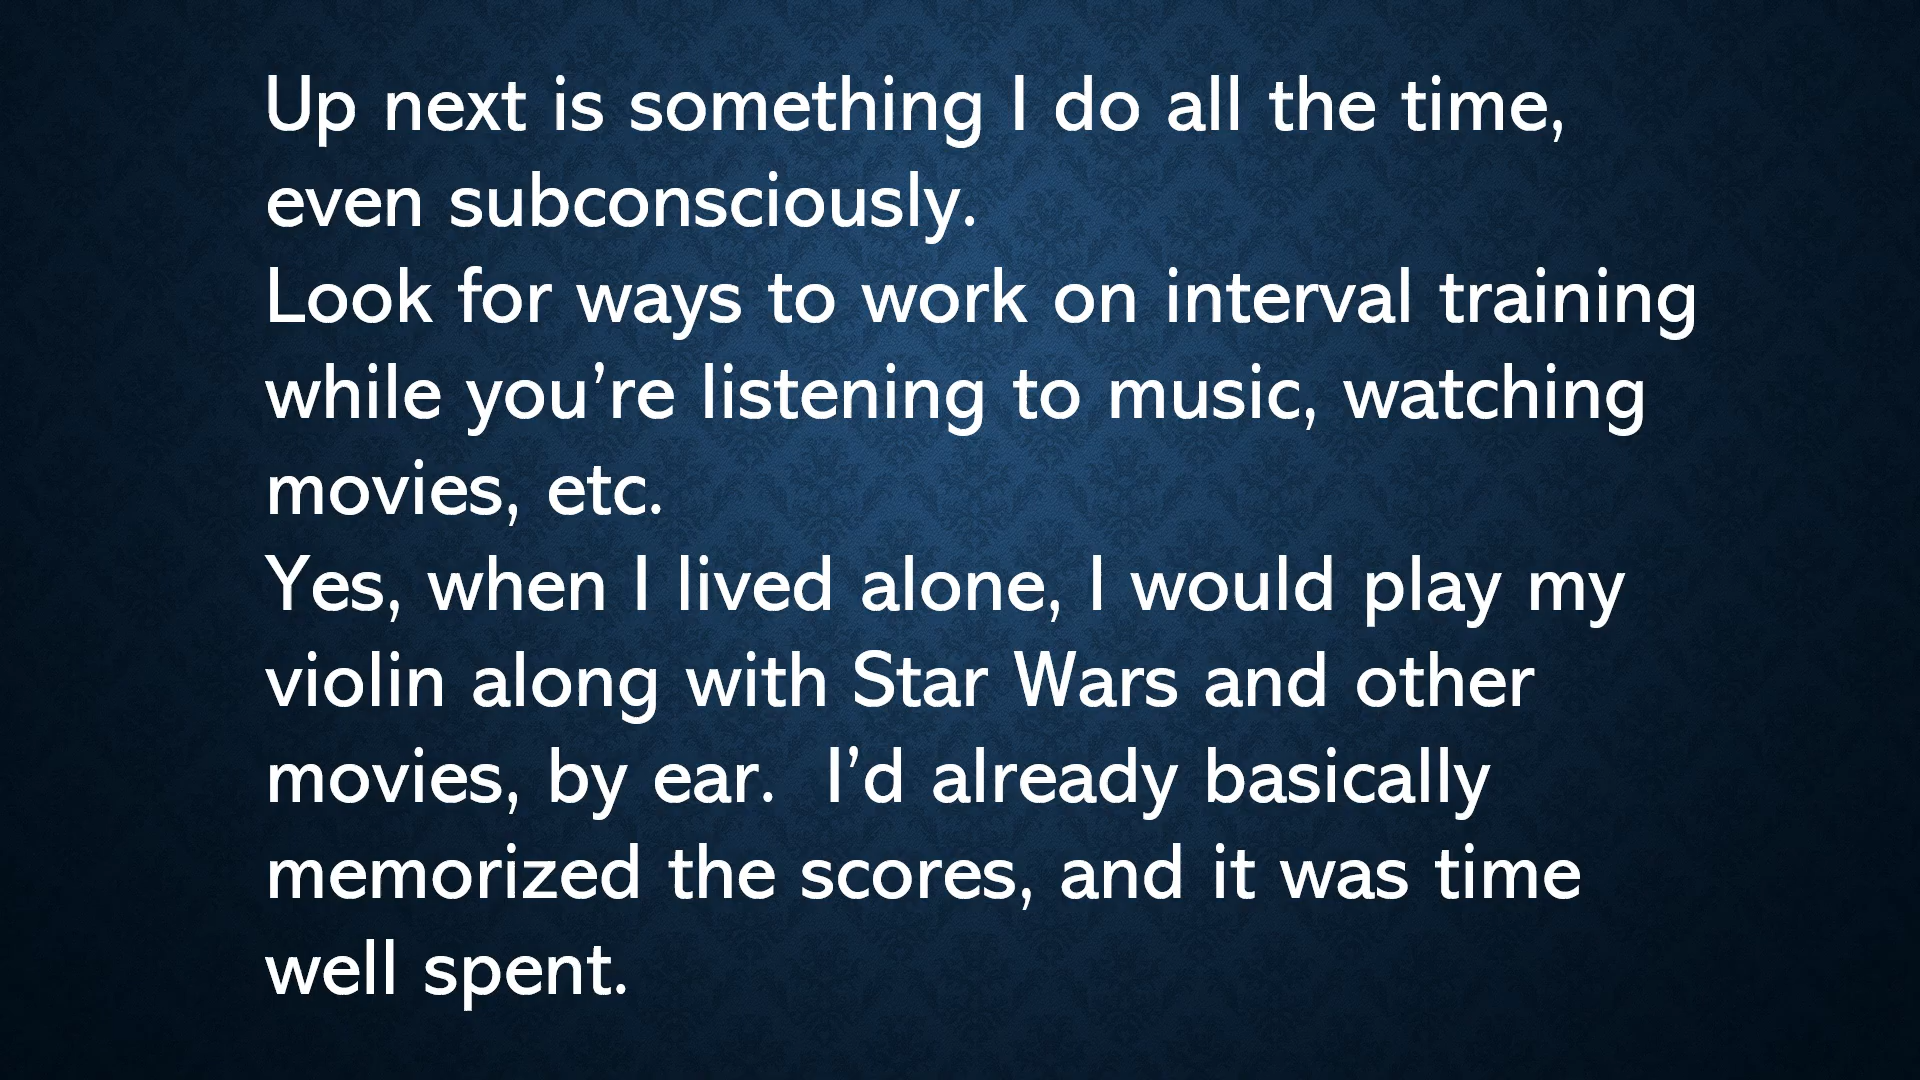 Up next is something I do all the time,
even subconsciously.
Look for ways to work on interval training
while you’re listening to music, watching
movies, etc.
Yes, when I lived alone, I would play my
violin along with Star Wars and other
movies, by ear.  I’d already basically
memorized the scores, and it was time
well spent.